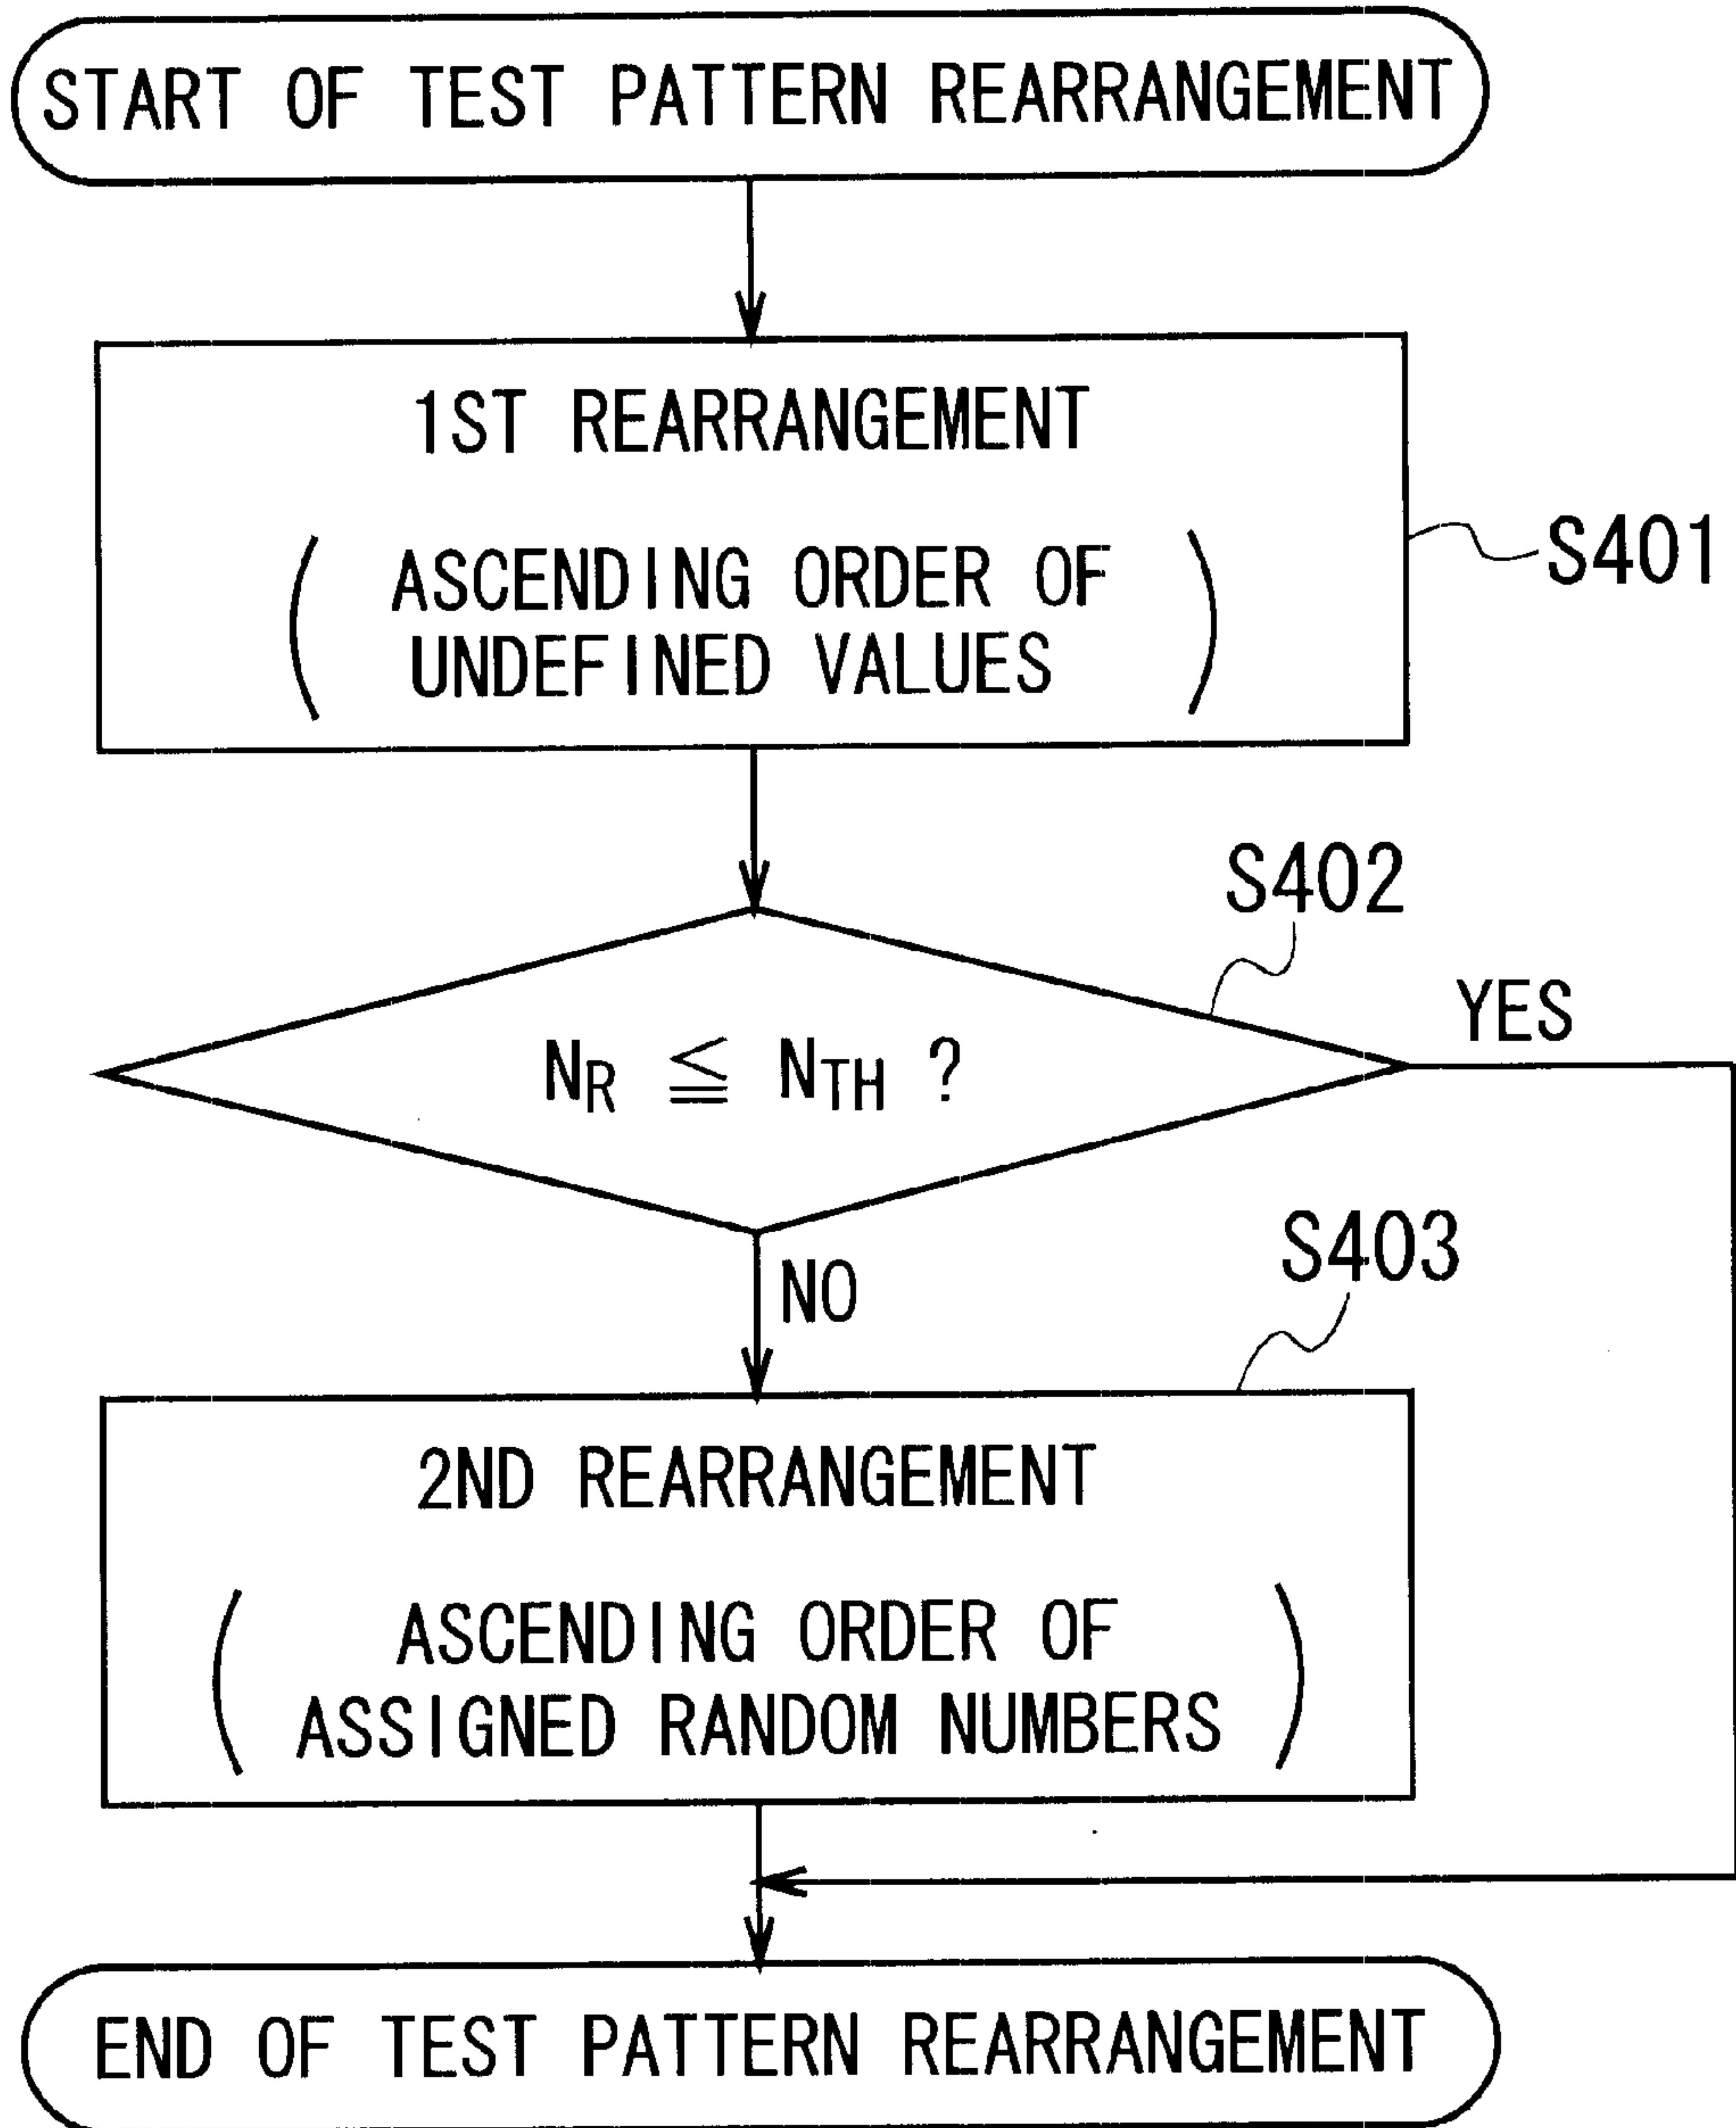 START OF TEST PATTERN REARRANGEMENT
1ST REARRANGEMENT
( ASCENDING ORDER OF
UNDEFINED VALUES )
S401
S402
NR ≦ NTH ?
YES
NO
S403
2ND REARRANGEMENT
( ASCENDING ORDER OF
ASSIGNED RANDOM NUMBERS )
END OF TEST PATTERN REARRANGEMENT